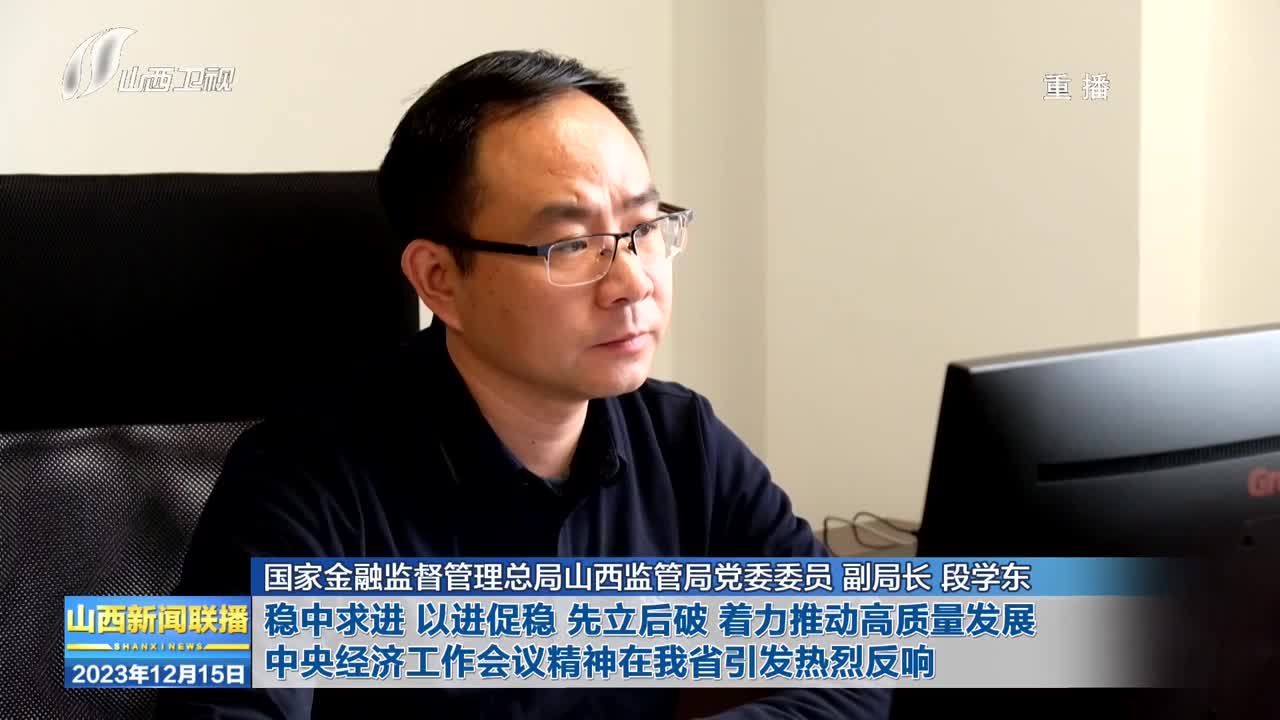 山西卫视
重播
国家金融监督管理总局山西监管局党委委员 副局长 段学东
山西新闻联播
SHANXI NEWS
2023年12月15日
稳中求进 以进促稳 先立后破 着力推动高质量发展
中央经济工作会议精神在我省引发热烈反响